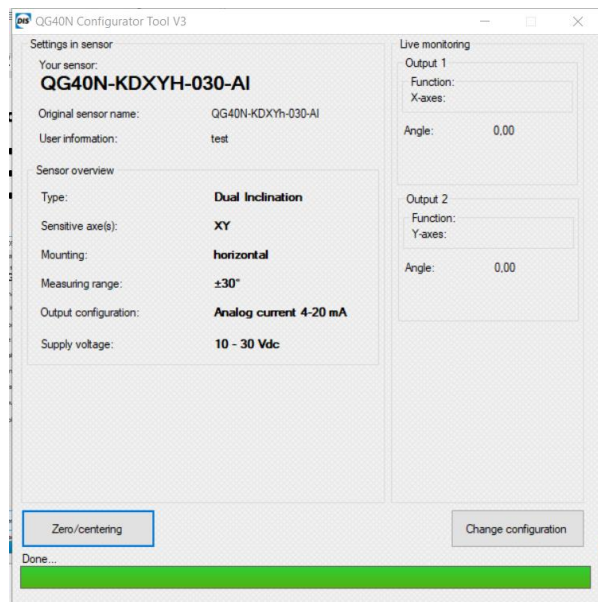 DIS QG40N Configurator Tool V3
Settings in sensor
Your sensor:
QG40N-KDXYH-030-AI
Original sensor name: QG40N-KDXYh-030-AI
User information: test
Sensor overview
Type: Dual Inclination
Sensitive axe(s): XY
Mounting: horizontal
Measuring range: ±30°
Output configuration: Analog current 4-20 mA
Supply voltage: 10 - 30 Vdc
Live monitoring
Output 1
Function:
X-axes:
Angle: 0,00
Output 2
Function:
Y-axes:
Angle: 0,00
Zero/centering
Change configuration
Done...